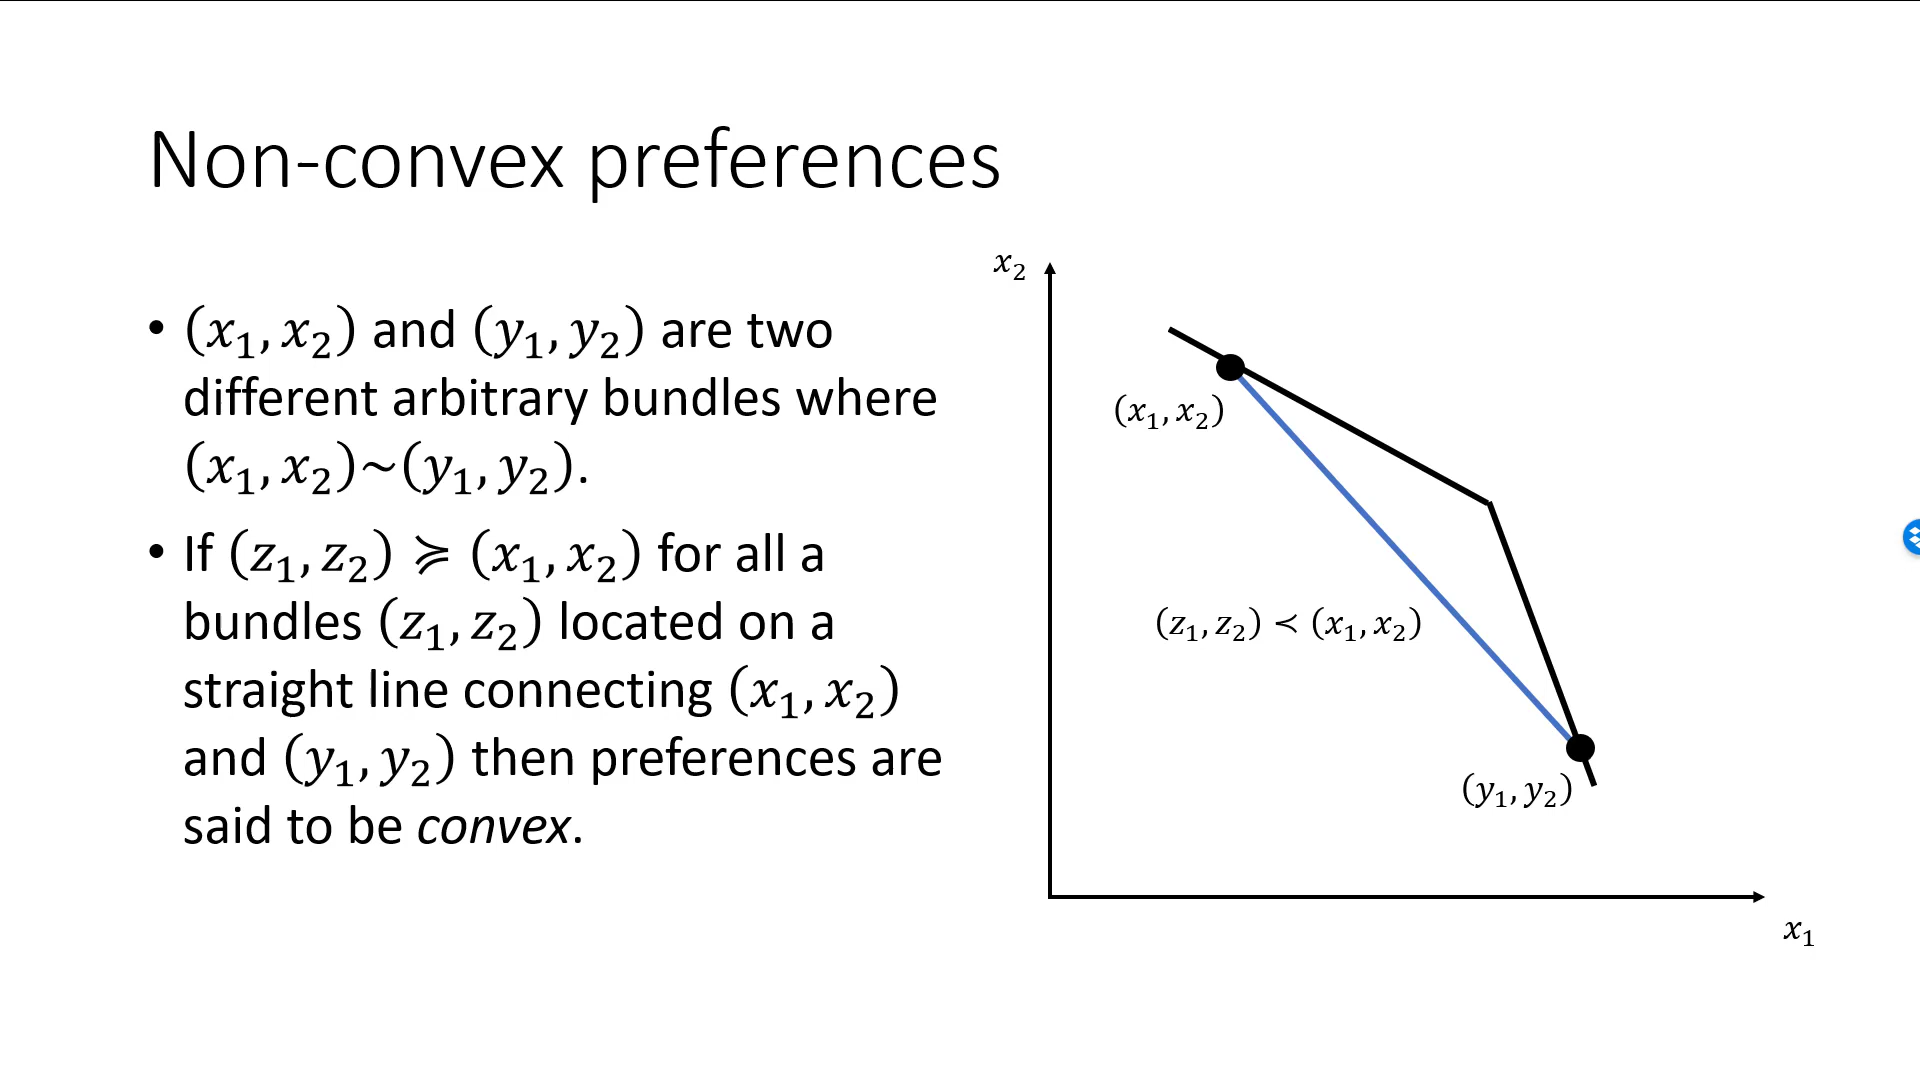 Non-convex preferences
• (x₁, x₂) and (y₁, y₂) are two
different arbitrary bundles where
(x₁, x₂)~(y₁, y₂).
• If (z₁, z₂) ≽ (x₁, x₂) for all a
bundles (z₁, z₂) located on a
straight line connecting (x₁, x₂)
and (y₁, y₂) then preferences are
said to be convex.
x₂
(x₁, x₂)
(z₁, z₂) ≺ (x₁, x₂)
(y₁, y₂)
x₁